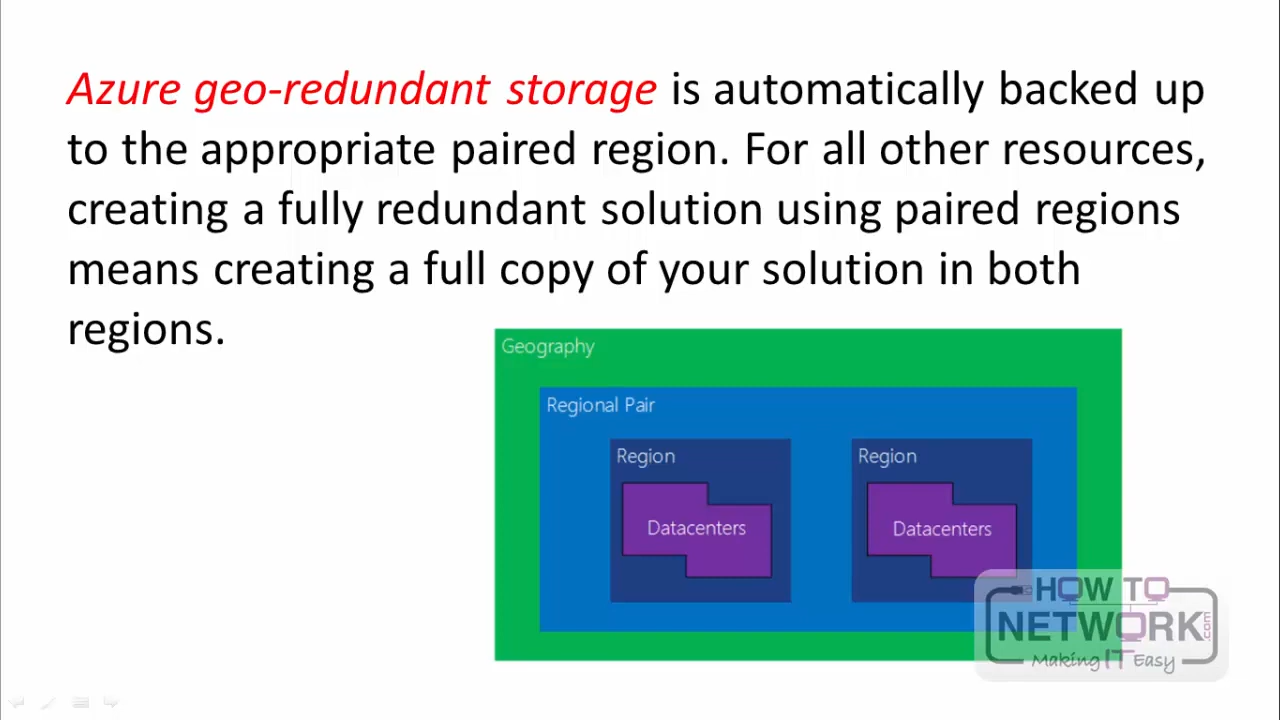 Azure geo-redundant storage is automatically backed up
to the appropriate paired region. For all other resources,
creating a fully redundant solution using paired regions
means creating a full copy of your solution in both
regions.
Geography
Regional Pair
Region
Region
Datacenters
Datacenters
HOW TO
NETWORK.com
Making IT Easy